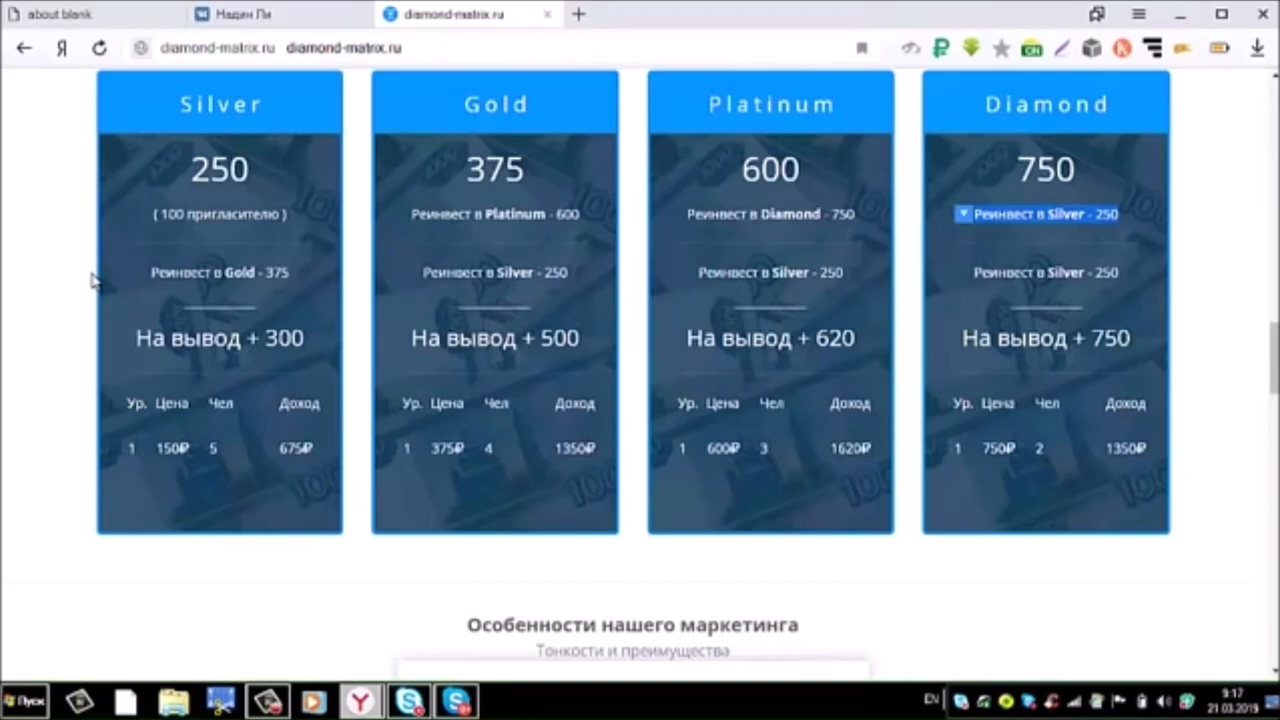 about:blank
Надин Ли
diamond-matrix.ru
Я
diamond-matrix.ru diamond-matrix.ru
ON
Silver
250
( 100 пригласителю )
Реинвест в Gold - 375
На вывод + 300
Ур. Цена Чел Доход
1 150₽ 5 675₽
Gold
375
Реинвест в Platinum - 600
Реинвест в Silver - 250
На вывод + 500
Ур. Цена Чел Доход
1 375₽ 4 1350₽
Platinum
600
Реинвест в Diamond - 750
Реинвест в Silver - 250
На вывод + 620
Ур. Цена Чел Доход
1 600₽ 3 1620₽
Diamond
750
Реинвест в Silver - 250
Реинвест в Silver - 250
На вывод + 750
Ур. Цена Чел Доход
1 750₽ 2 1350₽
Особенности нашего маркетинга
Тонкости и преимущества
Пуск
EN
9:17
21.03.2019